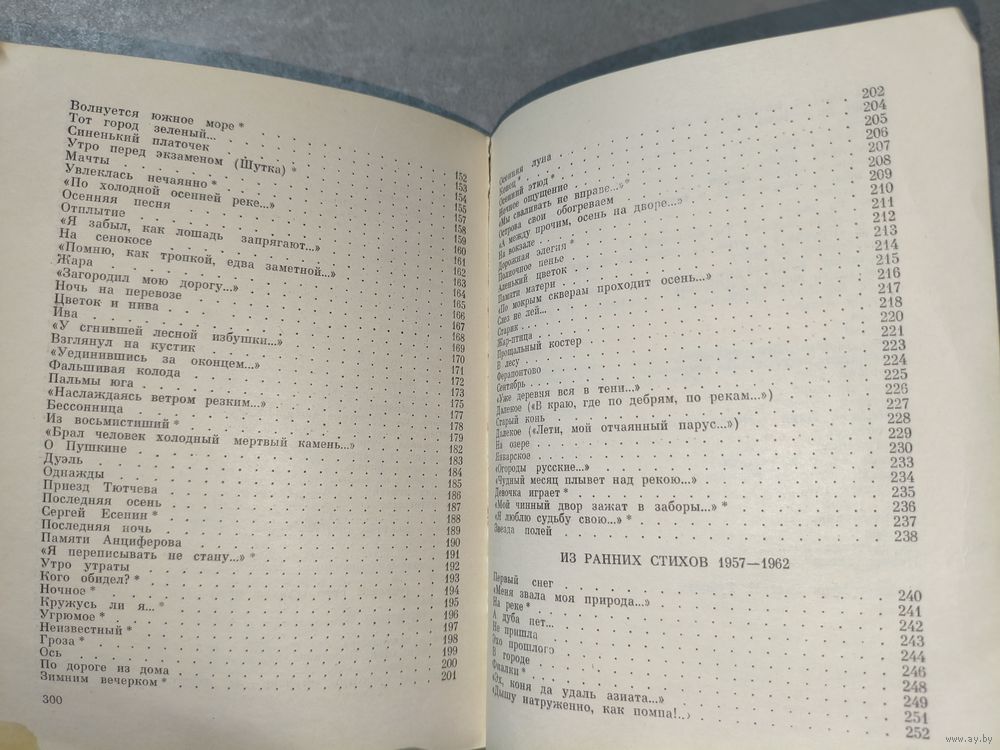 Волнуется южное море * 152
Тот город зеленый... 153
Синенький платочек 154
Утро перед экзаменом (Шутка) * 155
Мачты 157
Увлеклась нечаянно * 158
«По холодной осенней реке...» 159
Осенняя песня 160
Отплытие 161
«Я забыл, как лошадь запрягают...» 162
На сенокосе 163
«Помню, как тропкой, едва заметной...» 164
Жара 165
«Загородил мою дорогу...» 166
Ночь на перевозе 167
Цветок и нива 168
Ива 169
«У сгнившей лесной избушки...» 170
Взглянул на кустик 171
«Уединившись за оконцем...» 172
Фальшивая колода 173
Пальмы юга 175
«Наслаждаясь ветром резким...» 177
Бессонница 178
Из восьмистиший * 179
«Брал человек холодный мертвый камень...» 182
О Пушкине 183
Дуэль 184
Однажды 185
Приезд Тютчева 186
Последняя осень 187
Сергей Есенин * 188
Последняя ночь 189
Памяти Анциферова 190
«Я переписывать не стану...» * 191
Утро утраты 192
Кого обидел? * 193
Ночное * 194
Кружусь ли я... * 195
Угрюмое * 196
Неизвестный * 197
Гроза * 198
Ось 199
По дороге из дома 200
Зимним вечерком * 201
300
Осенняя луна 202
Конец * 204
Осенний этюд * 205
Ночное ощущение 206
«Мы сваливать не вправе...» * 207
Острова свои обогреваем 208
«А между прочим, осень на дворе...» 209
На вокзале 210
Дорожная элегия * 211
Полночное пенье 212
Аленький цветок 213
Памяти матери 214
«По мокрым скверам проходит осень...» 215
Слез не лей... 216
Старик 217
Жар-птица 218
Прощальный костер 220
В лесу 221
Ферапонтово 223
Сентябрь 224
«Уже деревня вся в тени...» 225
Далекое («В краю, где по дебрям, по рекам...») 226
Старый конь 227
Далекое («Лети, мой отчаянный парус...») 228
На озере 229
Январское 230
«Огороды русские...» 233
«Чудный месяц плывет над рекою...» 234
Девочка играет * 235
«Мой чинный двор зажат в заборы...» * 236
«Я люблю судьбу свою...» * 237
Звезда полей 238
ИЗ РАННИХ СТИХОВ 1957—1962
Первый снег 240
«Меня звала моя природа...» 241
На реке * 242
А дуба нет... 243
Не пришла 244
Эхо прошлого 246
В городе 248
Фиалки * 249
«Эх, коня да удаль азиата...» 251
«Дышу натруженно, как помпа!..» 252
www.ay.by